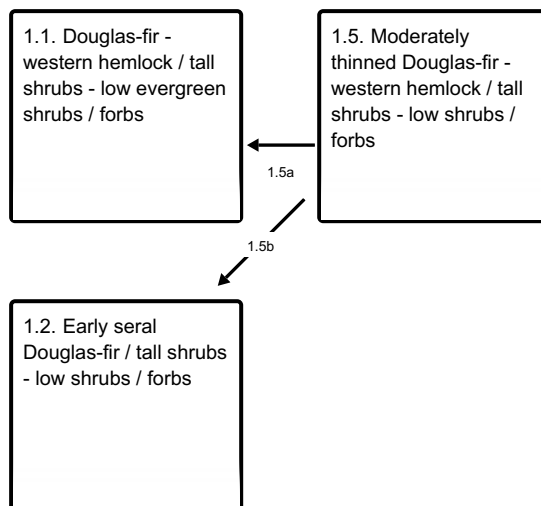 1.1. Douglas-fir -
western hemlock / tall
shrubs - low evergreen
shrubs / forbs
1.5. Moderately
thinned Douglas-fir -
western hemlock / tall
shrubs - low shrubs /
forbs
1.5a
1.5b
1.2. Early seral
Douglas-fir / tall shrubs
- low shrubs / forbs